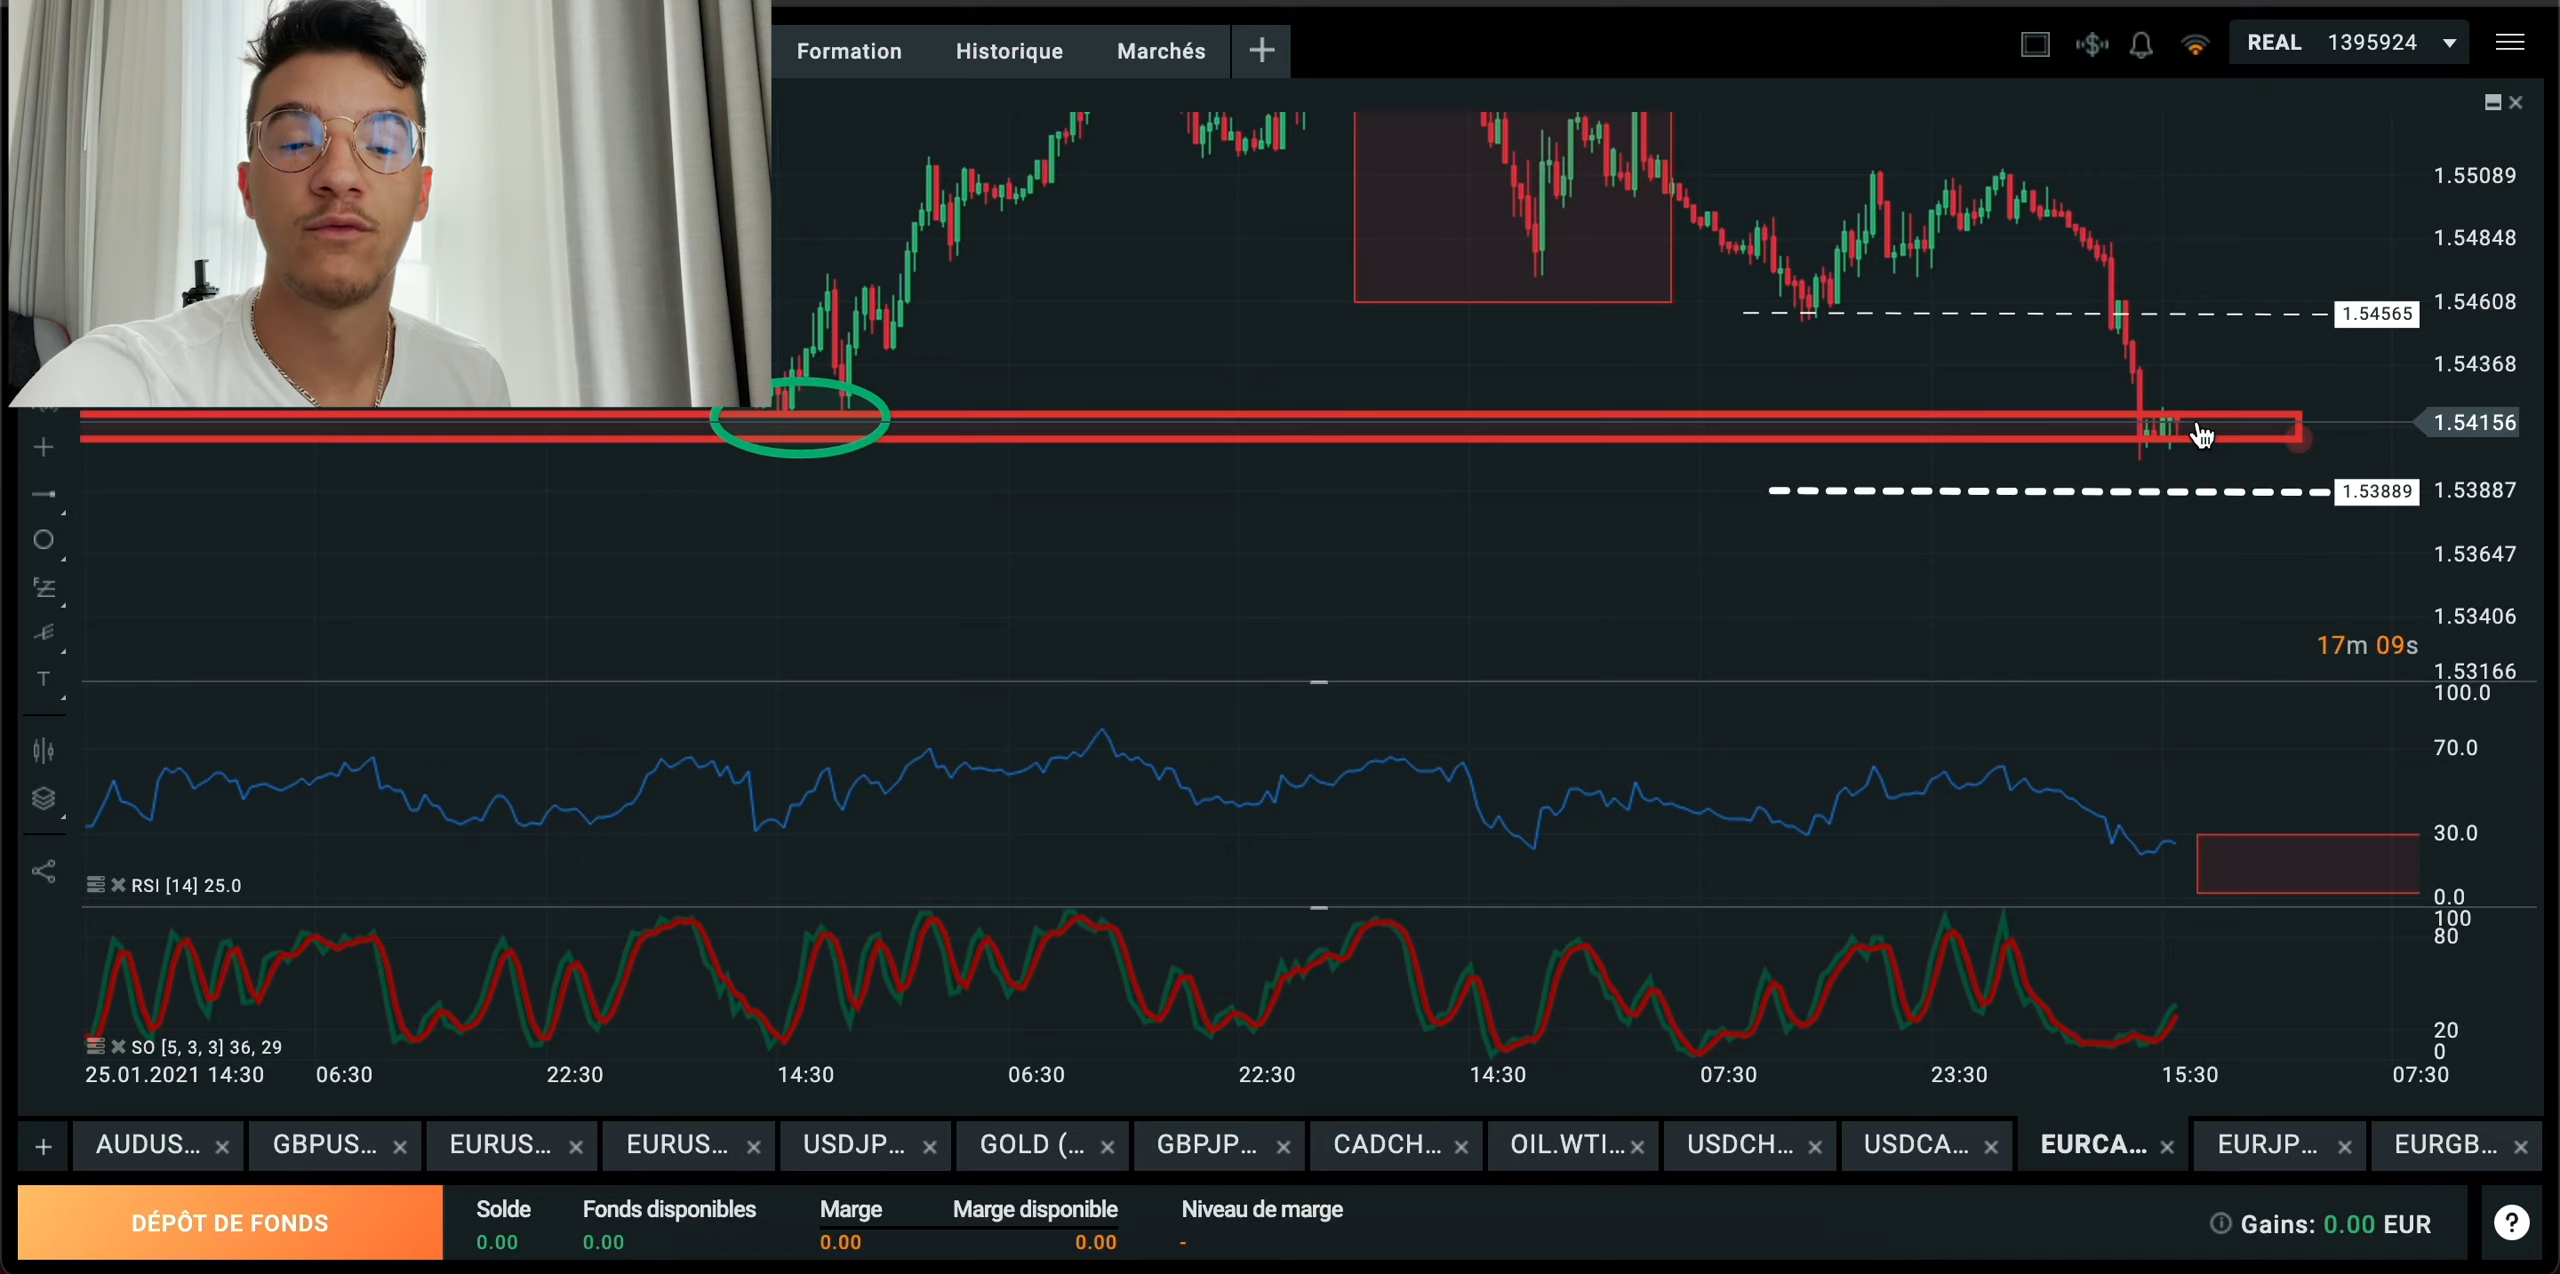 Formation Historique Marchés
REAL 1395924
1.55089
1.54848
1.54608
1.54565
1.54368
1.54156
1.53889
1.53887
1.53647
1.53406
17m 09s
1.53166
100.0
70.0
30.0
RSI [14] 25.0
0.0
100
80
20
SO [5, 3, 3] 36, 29
0
25.01.2021 14:30 06:30 22:30 14:30 06:30 22:30 14:30 07:30 23:30 15:30 07:30
AUDUS... GBPUS... EURUS... EURUS... USDJP... GOLD (... GBPJP... CADCH... OIL.WTI... USDCH... USDCA... EURCA... EURJP... EURGB...
DÉPÔT DE FONDS
Solde Fonds disponibles Marge Marge disponible Niveau de marge
0.00 0.00 0.00 0.00 -
Gains: 0.00 EUR